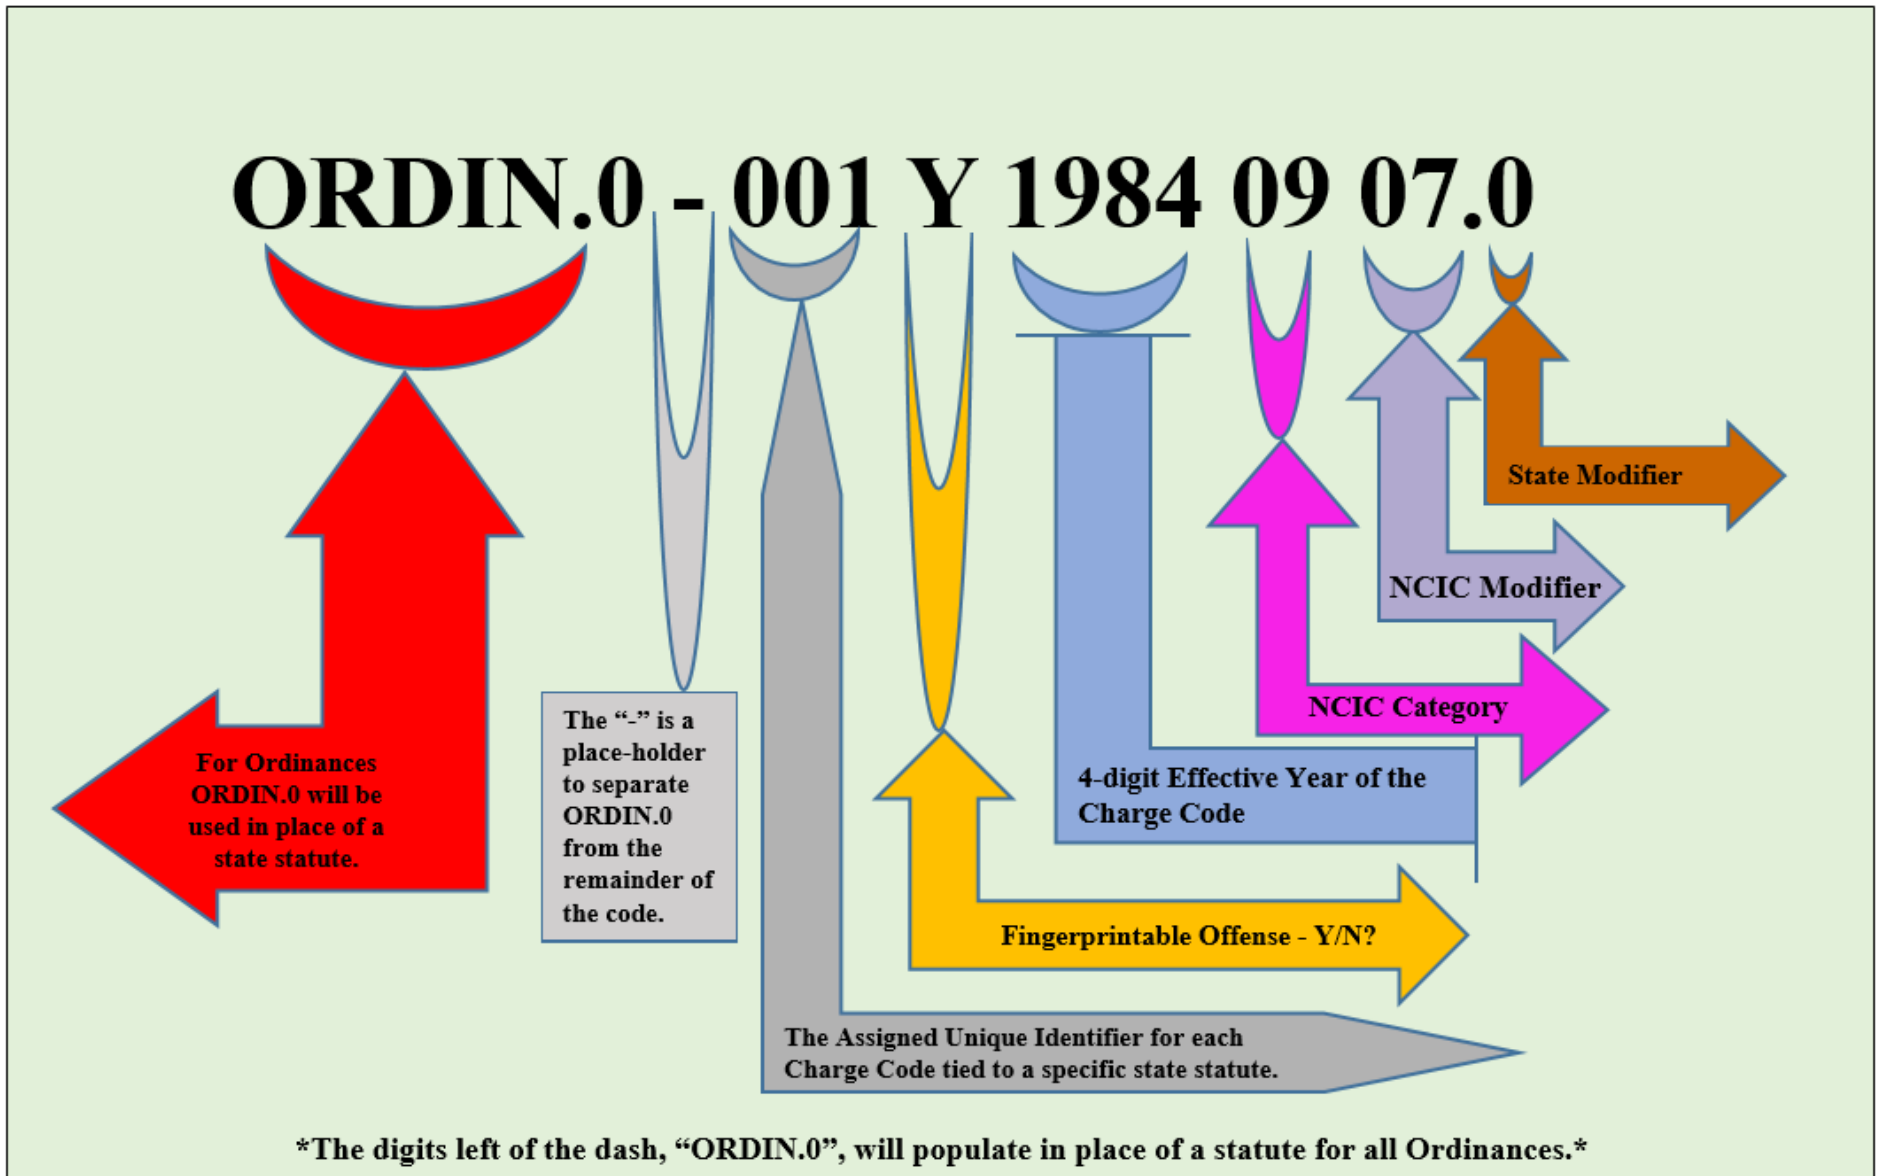 ORDIN.0 - 001 Y 1984 09 07.0
State Modifier
NCIC Modifier
NCIC Category
The “-” is a
place-holder
to separate
ORDIN.0
from the
remainder of
the code.
For Ordinances
ORDIN.0 will be
used in place of a
state statute.
4-digit Effective Year of the
Charge Code
Fingerprintable Offense - Y/N?
The Assigned Unique Identifier for each
Charge Code tied to a specific state statute.
*The digits left of the dash, “ORDIN.0”, will populate in place of a statute for all Ordinances.*